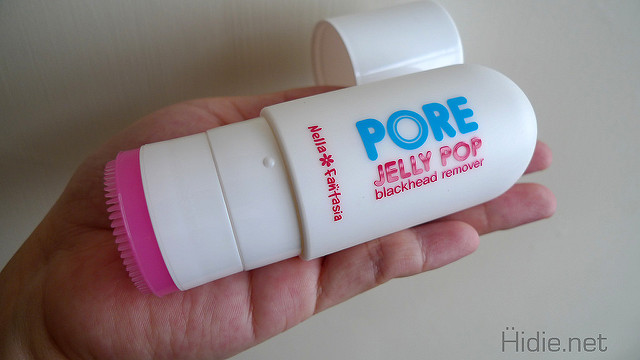 PORE
JELLY POP
blackhead remover
Nella*Fantasia
Hidie.net